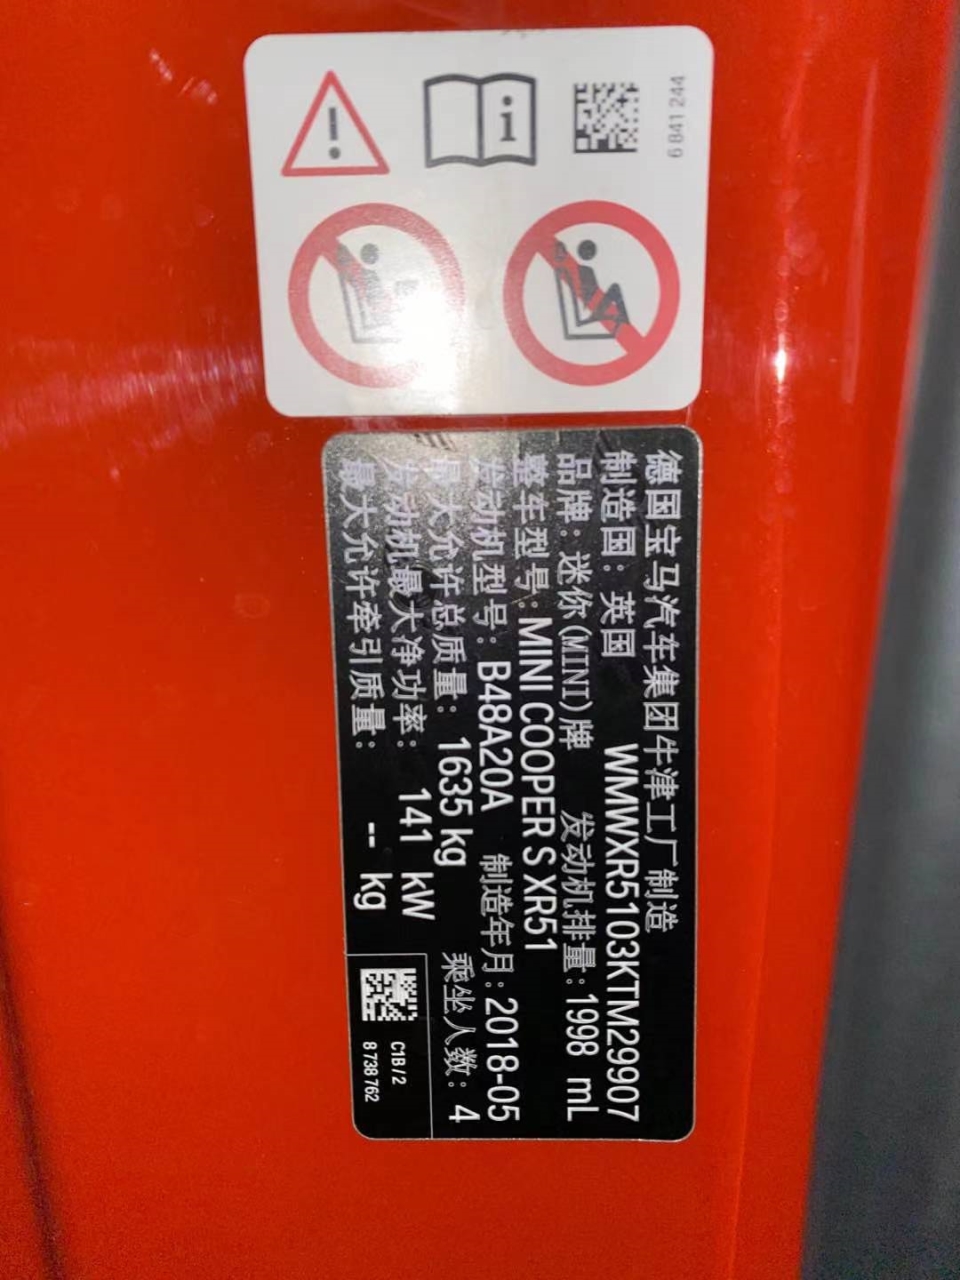 6 841 244
德国宝马汽车集团牛津工厂制造
制造国：英国 WMWXR5103KTM29907
品牌：迷你(MINI)牌 发动机排量：1998 mL
整车型号：MINI COOPER S XR51
发动机型号：B48A20A 制造年月：2018-05
最大允许总质量：1635 kg 乘坐人数：4
发动机最大净功率：141 kW
最大允许牵引质量：-- kg
C1B/2
8 738 762